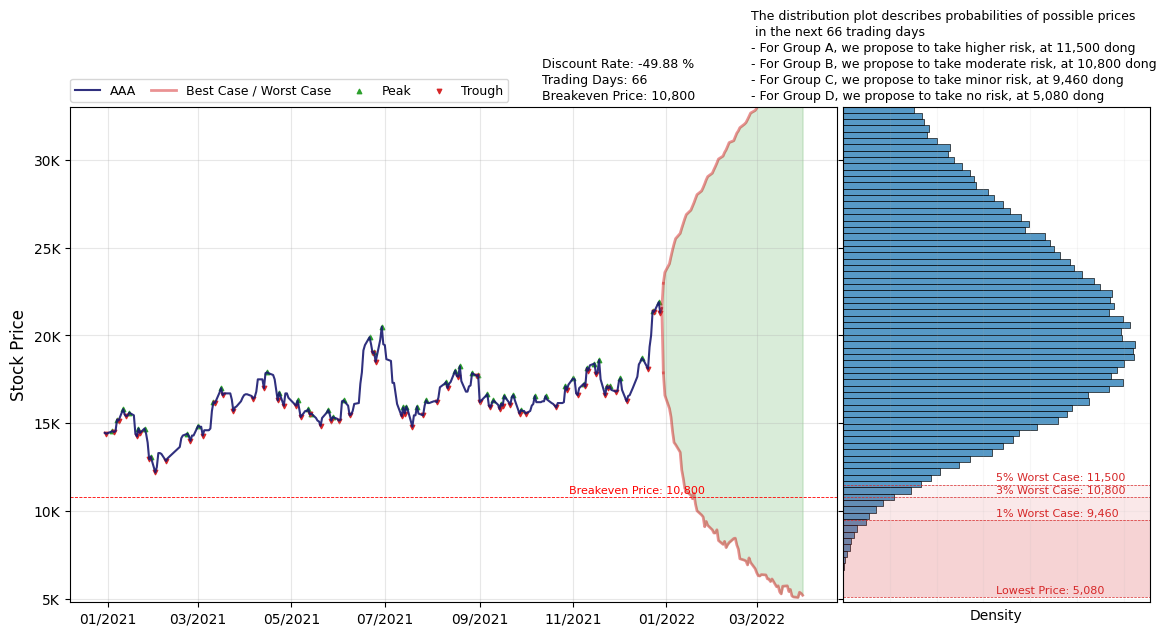 The distribution plot describes probabilities of possible prices
in the next 66 trading days
- For Group A, we propose to take higher risk, at 11,500 dong
- For Group B, we propose to take moderate risk, at 10,800 dong
- For Group C, we propose to take minor risk, at 9,460 dong
- For Group D, we propose to take no risk, at 5,080 dong
Discount Rate: -49.88 %
Trading Days: 66
Breakeven Price: 10,800
AAA
Best Case / Worst Case
Peak
Trough
Stock Price
30K
25K
20K
15K
10K
5K
Breakeven Price: 10,800
01/2021
03/2021
05/2021
07/2021
09/2021
11/2021
01/2022
03/2022
5% Worst Case: 11,500
3% Worst Case: 10,800
1% Worst Case: 9,460
Lowest Price: 5,080
Density